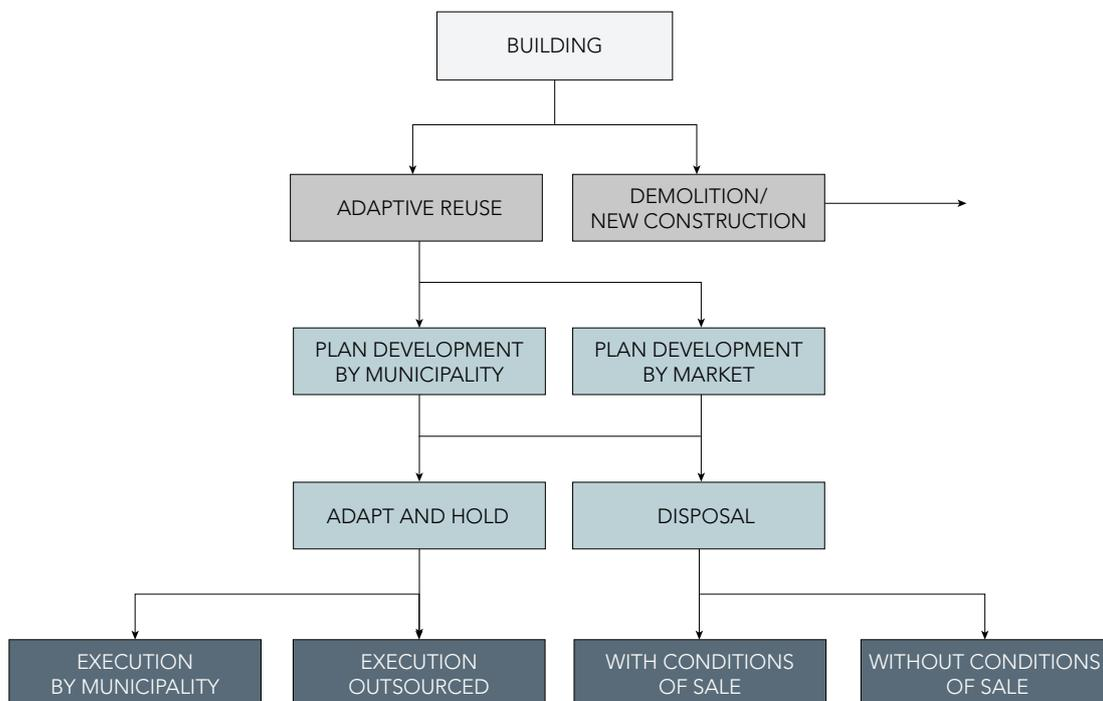 BUILDING
ADAPTIVE REUSE
DEMOLITION/
NEW CONSTRUCTION
PLAN DEVELOPMENT
BY MUNICIPALITY
PLAN DEVELOPMENT
BY MARKET
ADAPT AND HOLD
DISPOSAL
EXECUTION
BY MUNICIPALITY
EXECUTION
OUTSOURCED
WITH CONDITIONS
OF SALE
WITHOUT CONDITIONS
OF SALE